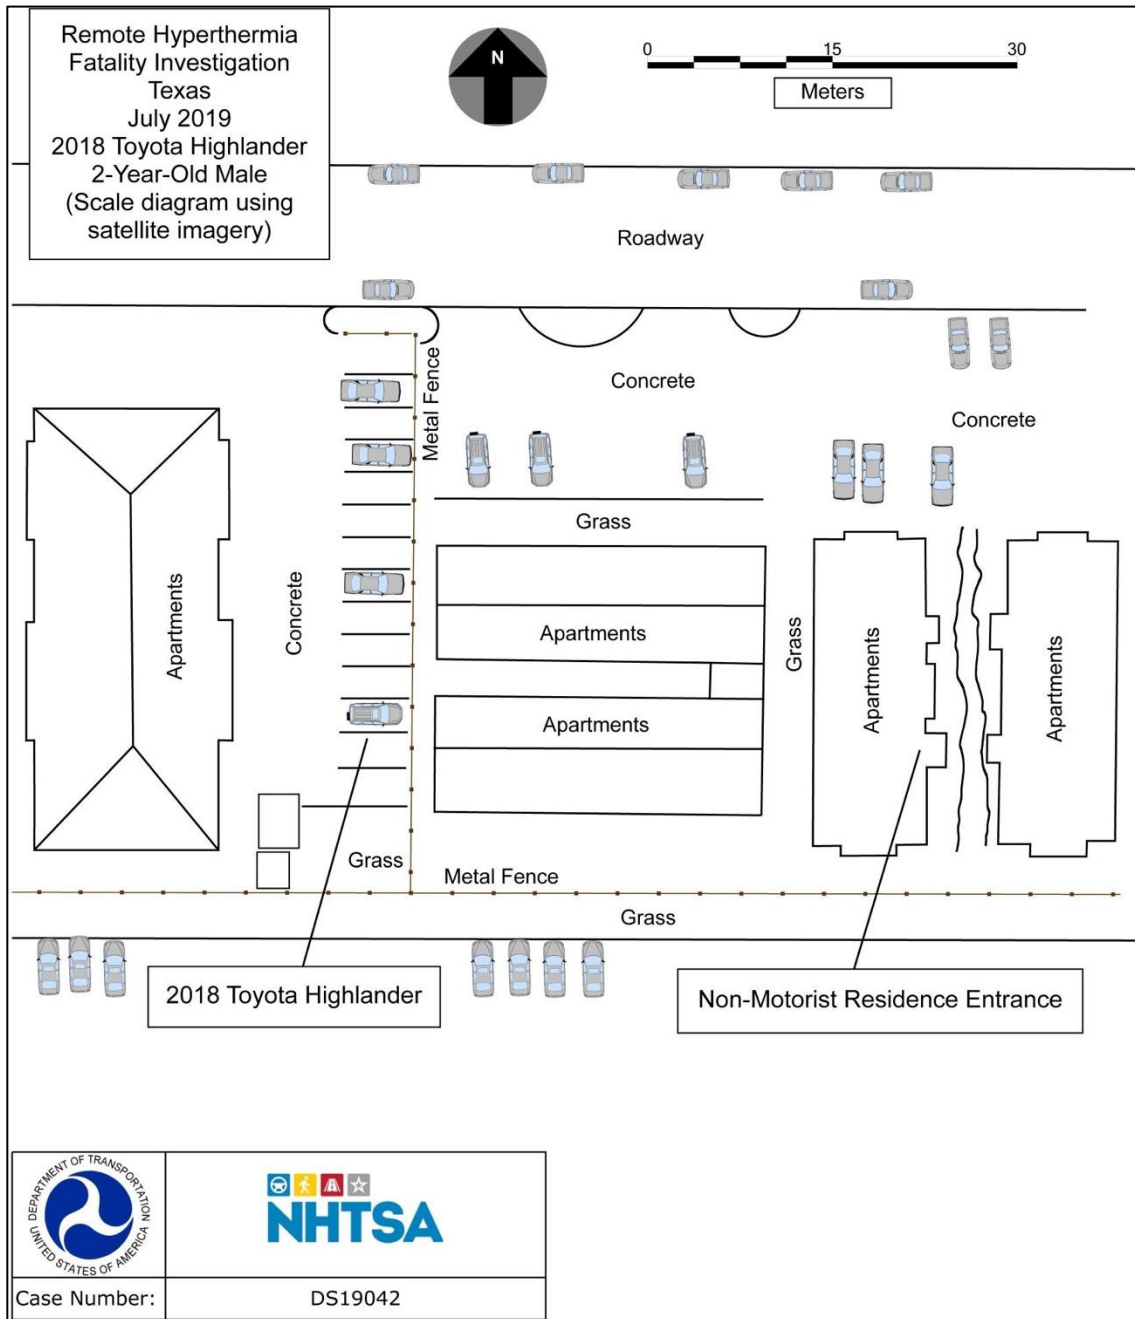 Remote Hyperthermia
Fatality Investigation
Texas
July 2019
2018 Toyota Highlander
2-Year-Old Male
(Scale diagram using
satellite imagery)
N
0 15 30
Meters
Roadway
Metal Fence
Concrete
Concrete
Grass
Apartments
Concrete
Apartments
Grass
Apartments
Apartments
Apartments
Grass
Metal Fence
Grass
2018 Toyota Highlander
Non-Motorist Residence Entrance
DEPARTMENT OF TRANSPORTATION
UNITED STATES OF AMERICA
NHTSA
Case Number: DS19042